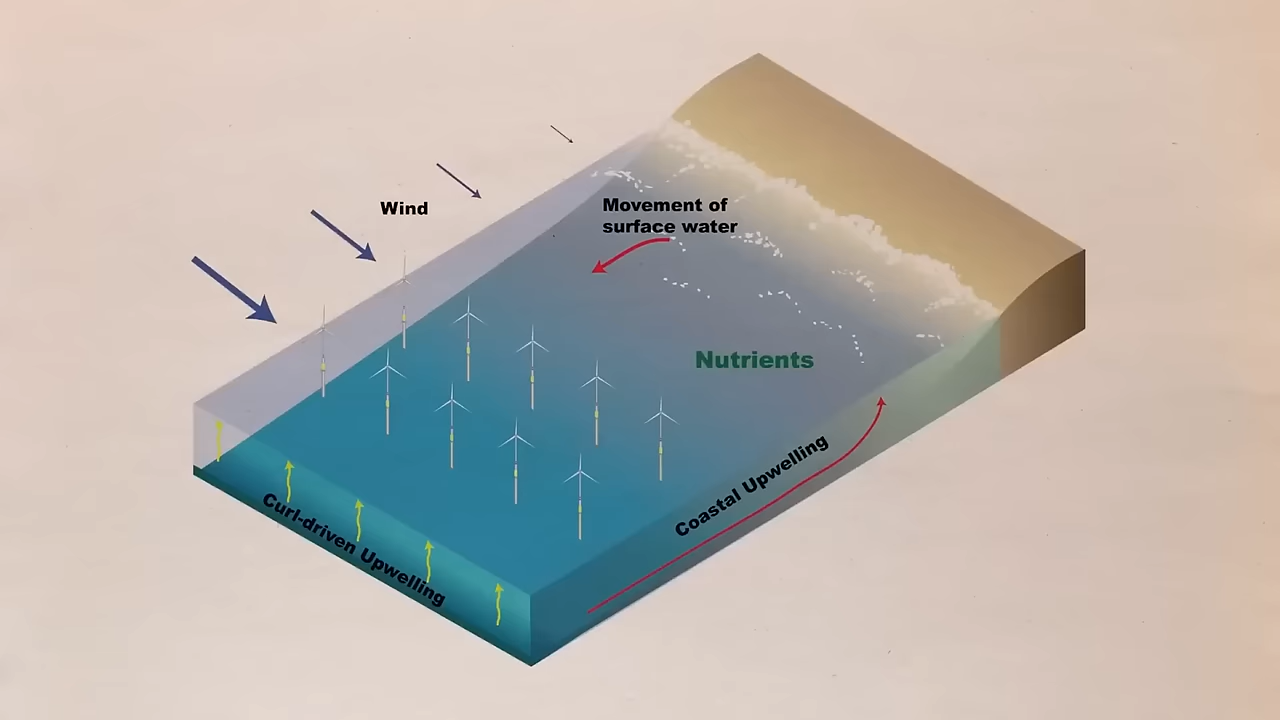 Wind
Movement of
surface water
Nutrients
Coastal Upwelling
Curl-driven Upwelling